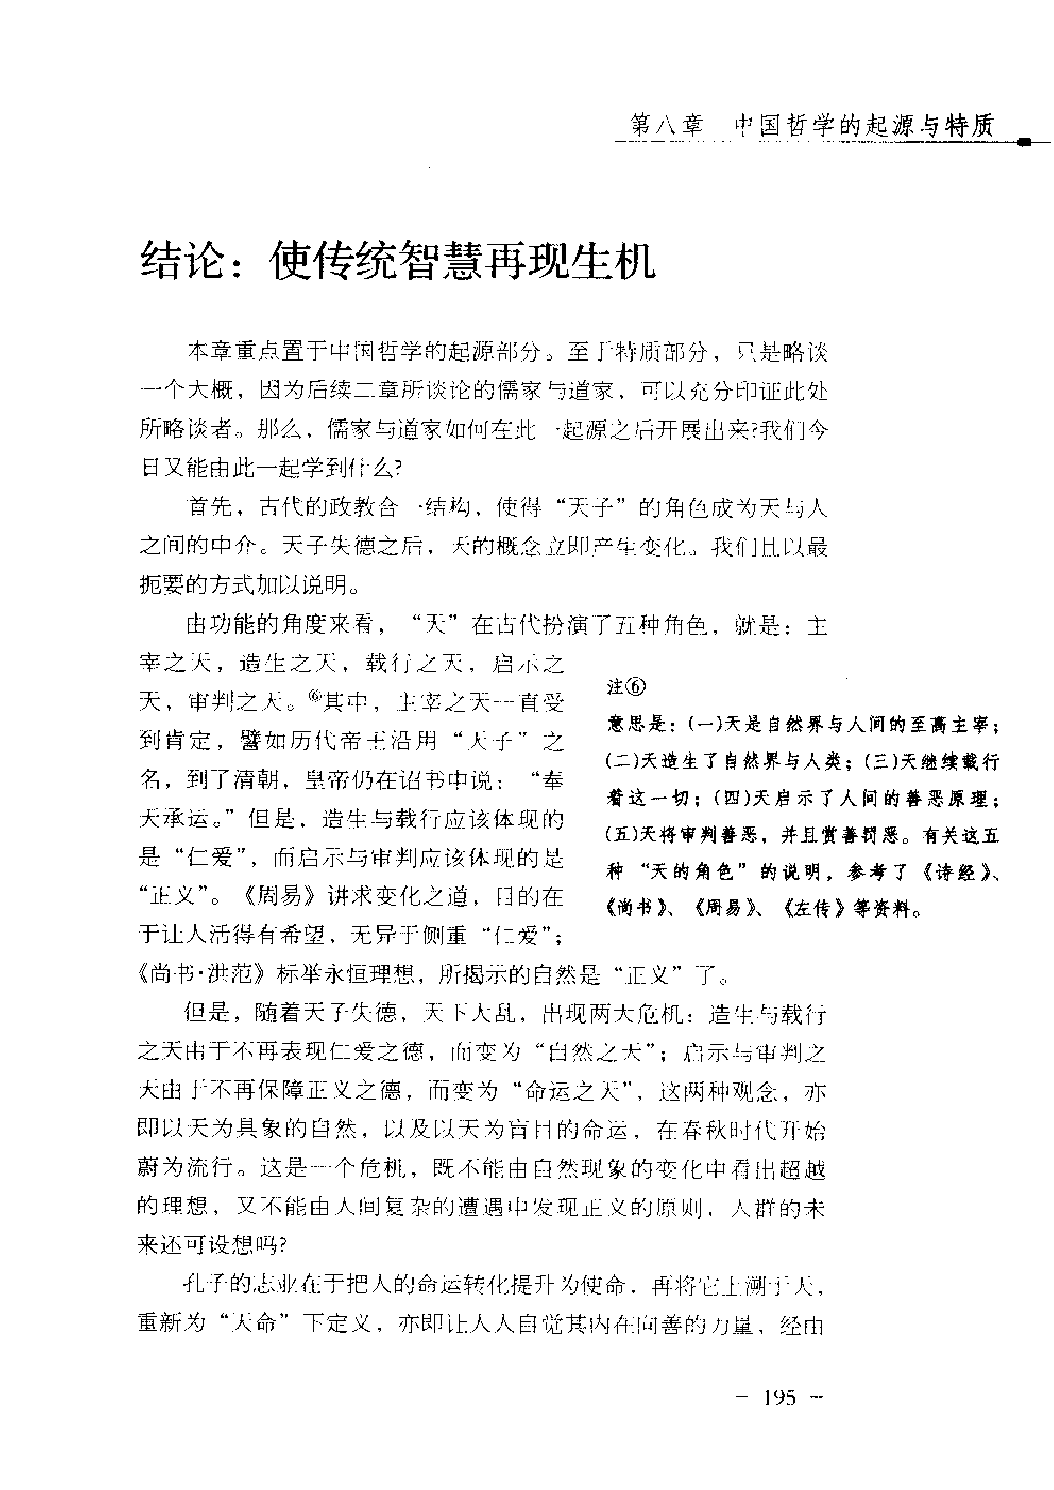 第八章 中国哲学的起源与特质
结论：使传统智慧再现生机
本章重点置于中国哲学的起源部分。至于特质部分，只是略谈
一个大概，因为后续二章所谈论的儒家与道家，可以充分印证此处
所略谈者。那么，儒家与道家如何在此一起源之后开展出来?我们今
日又能由此一起学到什么?
首先，古代的政教合一结构，使得“天子”的角色成为天与人
之间的中介。天子失德之后，天的概念立即产生变化。我们且以最
扼要的方式加以说明。
由功能的角度来看，“天”在古代扮演了五种角色，就是：主
宰之天，造生之天，载行之天，启示之
天，审判之天。⑥其中，主宰之天一直受
到肯定，譬如历代帝王沿用“天子”之
名，到了清朝，皇帝仍在诏书中说：“奉
天承运。”但是，造生与载行应该体现的
是“仁爱”，而启示与审判应该体现的是
“正义”。《周易》讲求变化之道，目的在
于让人活得有希望，无异于侧重“仁爱”；
《尚书·洪范》标举永恒理想，所揭示的自然是“正义”了。
注⑥
意思是：(一)天是自然界与人间的至高主宰；
(二)天造生了自然界与人类；(三)天继续载行
着这一切；(四)天启示了人间的善恶原理；
(五)天将审判善恶，并且赏善罚恶。有关这五
种“天的角色”的说明，参考了《诗经》、
《尚书》、《周易》、《左传》等资料。
但是，随着天子失德，天下大乱，出现两大危机：造生与载行
之天由于不再表现仁爱之德，而变为“自然之天”；启示与审判之
天由于不再保障正义之德，而变为“命运之天”，这两种观念，亦
即以天为具象的自然，以及以天为盲目的命运，在春秋时代开始
蔚为流行。这是一个危机，既不能由自然现象的变化中看出超越
的理想，又不能由人间复杂的遭遇中发现正义的原则，人群的未
来还可设想吗?
孔子的志业在于把人的命运转化提升为使命，再将它上溯于天，
重新为“天命”下定义，亦即让人人自觉其内在向善的力量，经由
- 195 -